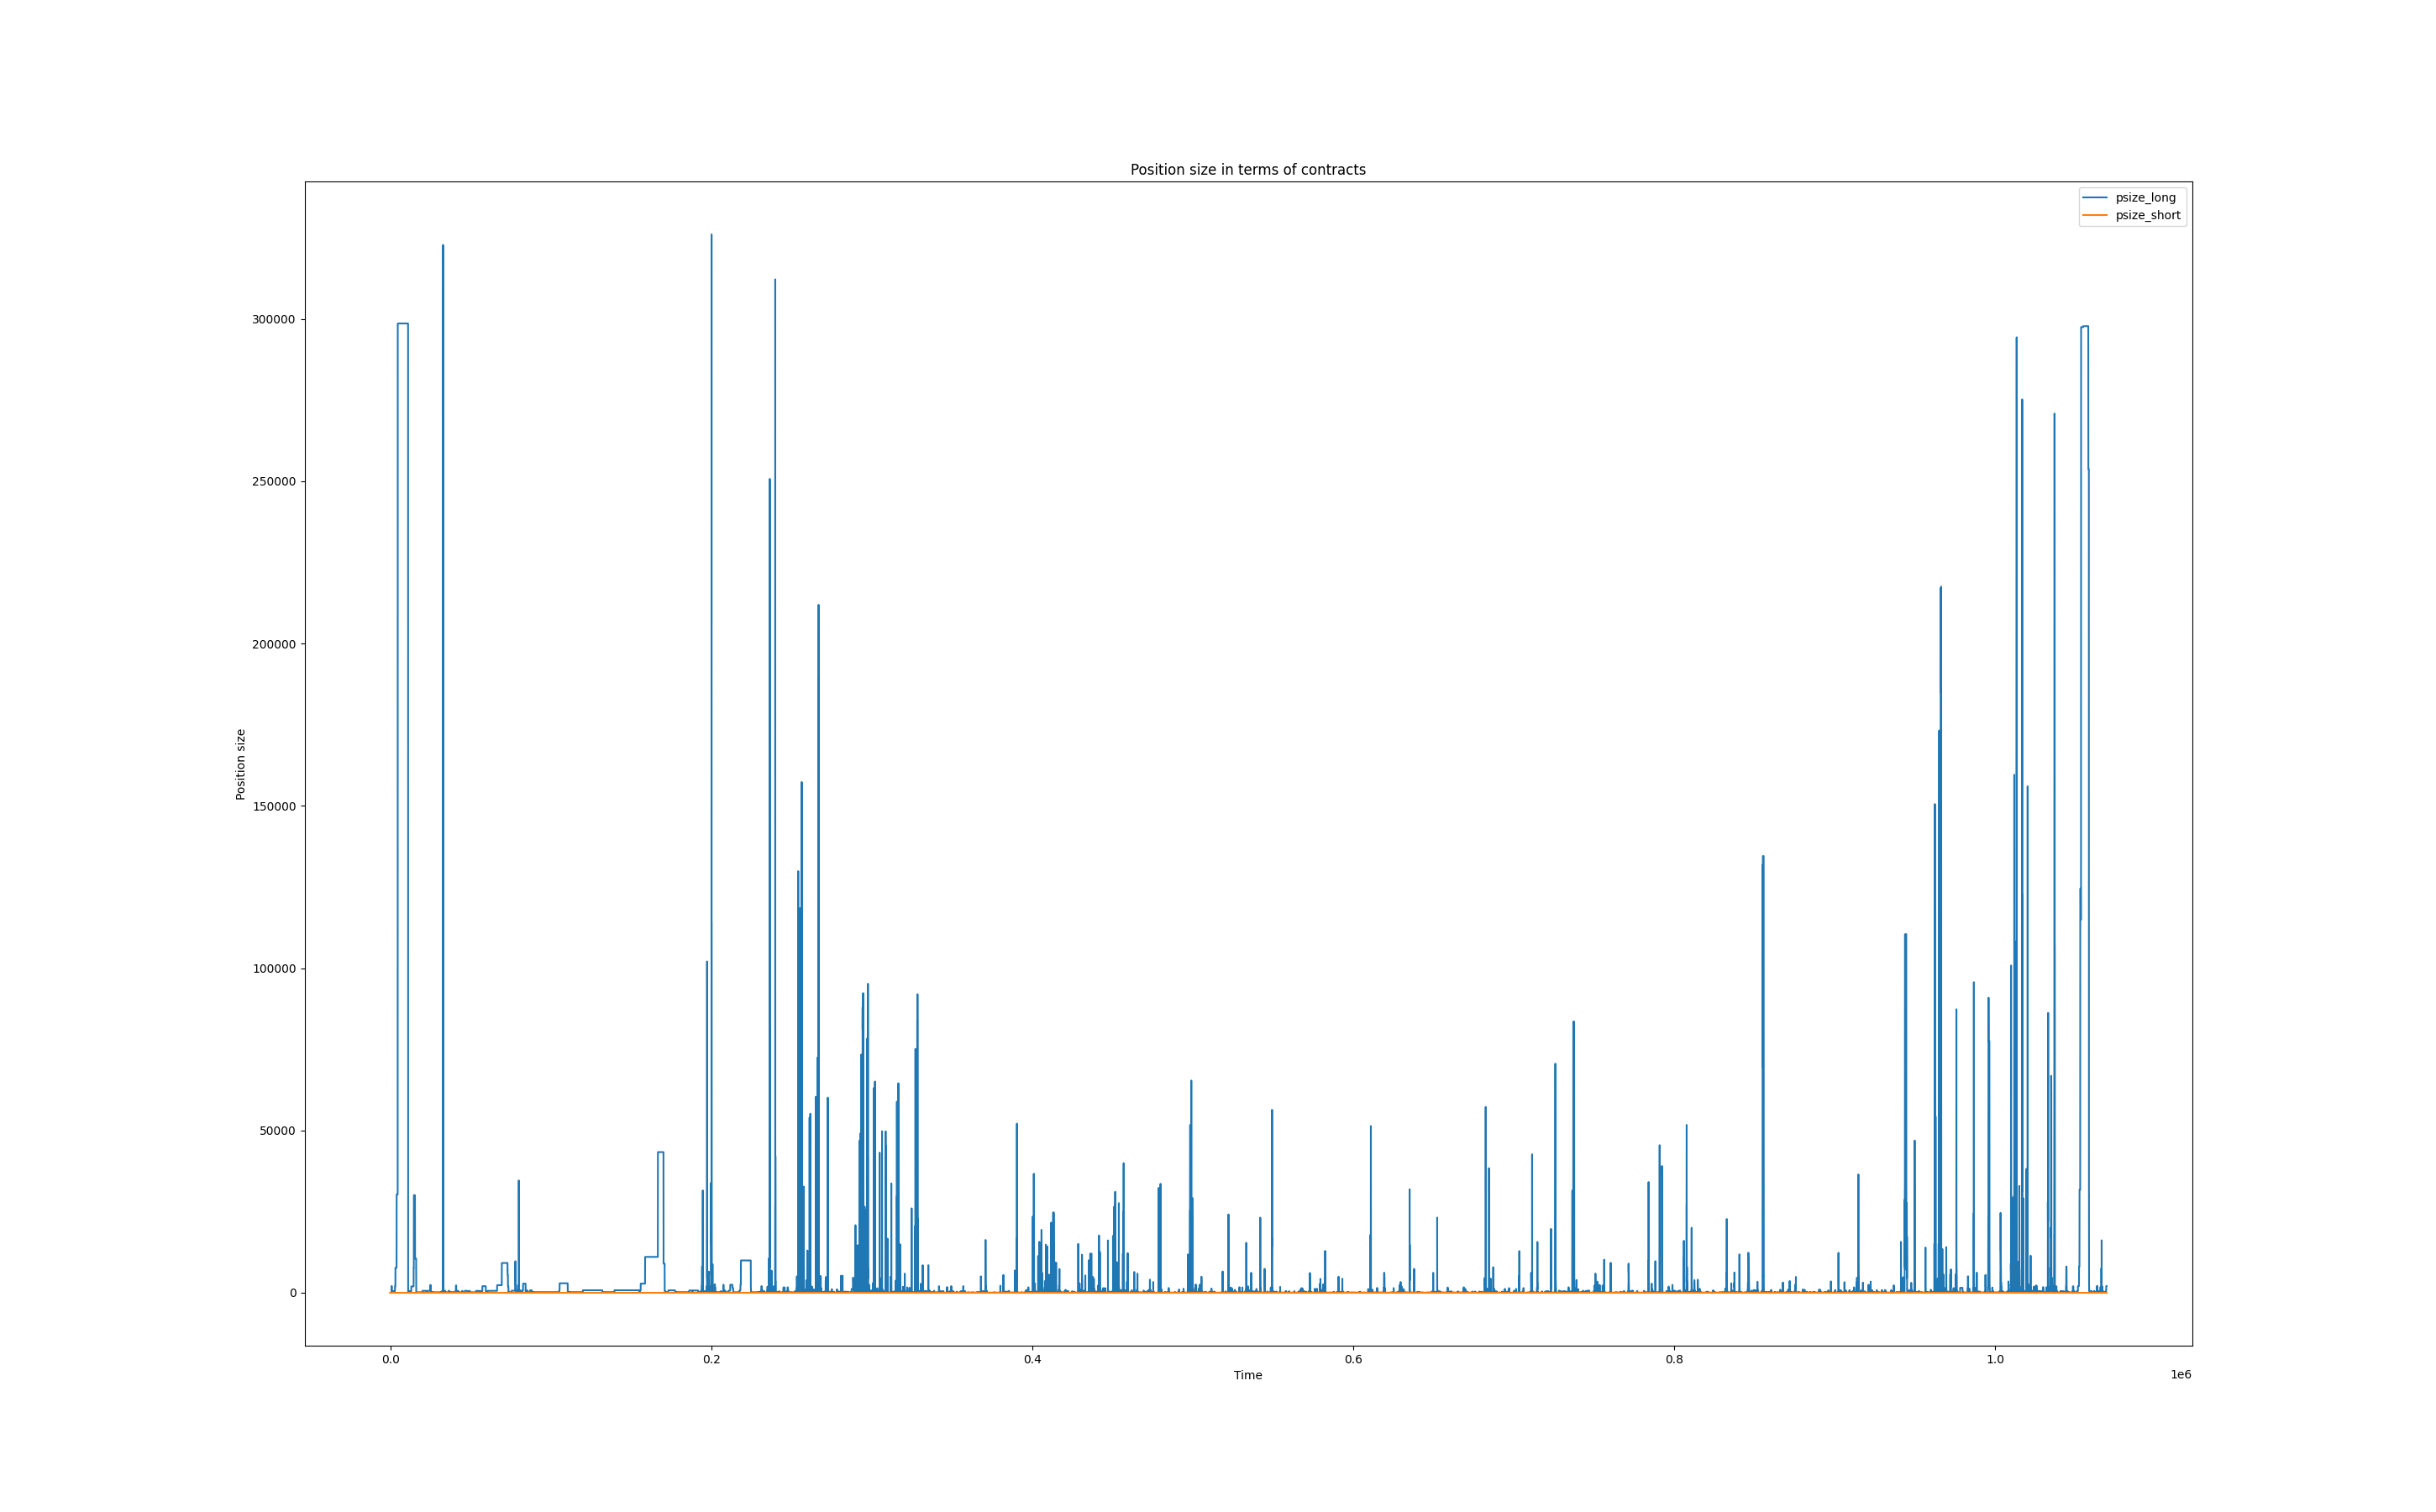 Position size in terms of contracts
psize_long
psize_short
Position size
300000
250000
200000
150000
100000
50000
0
0.0
0.2
0.4
0.6
0.8
1.0
Time
1e6